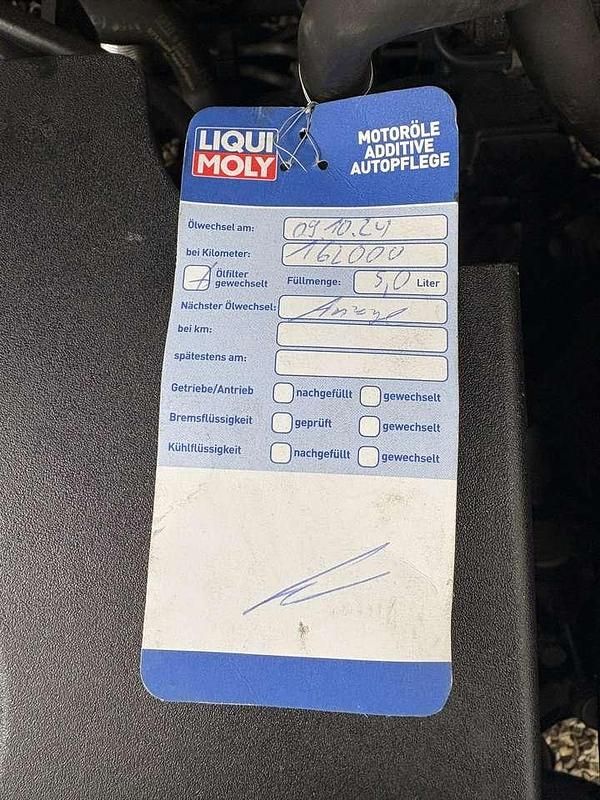 LIQUI
MOLY
MOTORÖLE
ADDITIVE
AUTOPFLEGE
Ölwechsel am: 09.10.24
bei Kilometer: 162000
Ölfilter
gewechselt
Füllmenge: 5,0 Liter
Nächster Ölwechsel:
bei km:
spätestens am:
Getriebe/Antrieb nachgefüllt gewechselt
Bremsflüssigkeit geprüft gewechselt
Kühlflüssigkeit nachgefüllt gewechselt